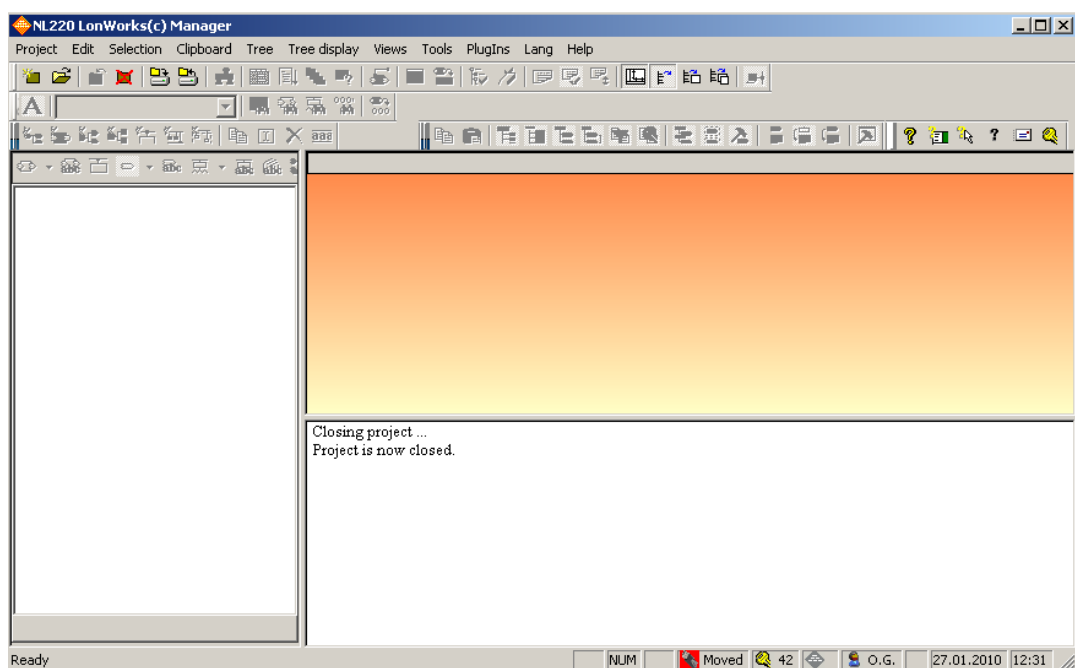 NL220 LonWorks(c) Manager
Project Edit Selection Clipboard Tree Tree display Views Tools PlugIns Lang Help
A
Closing project ...
Project is now closed.
Ready NUM Moved 42 O.G. 27.01.2010 12:31